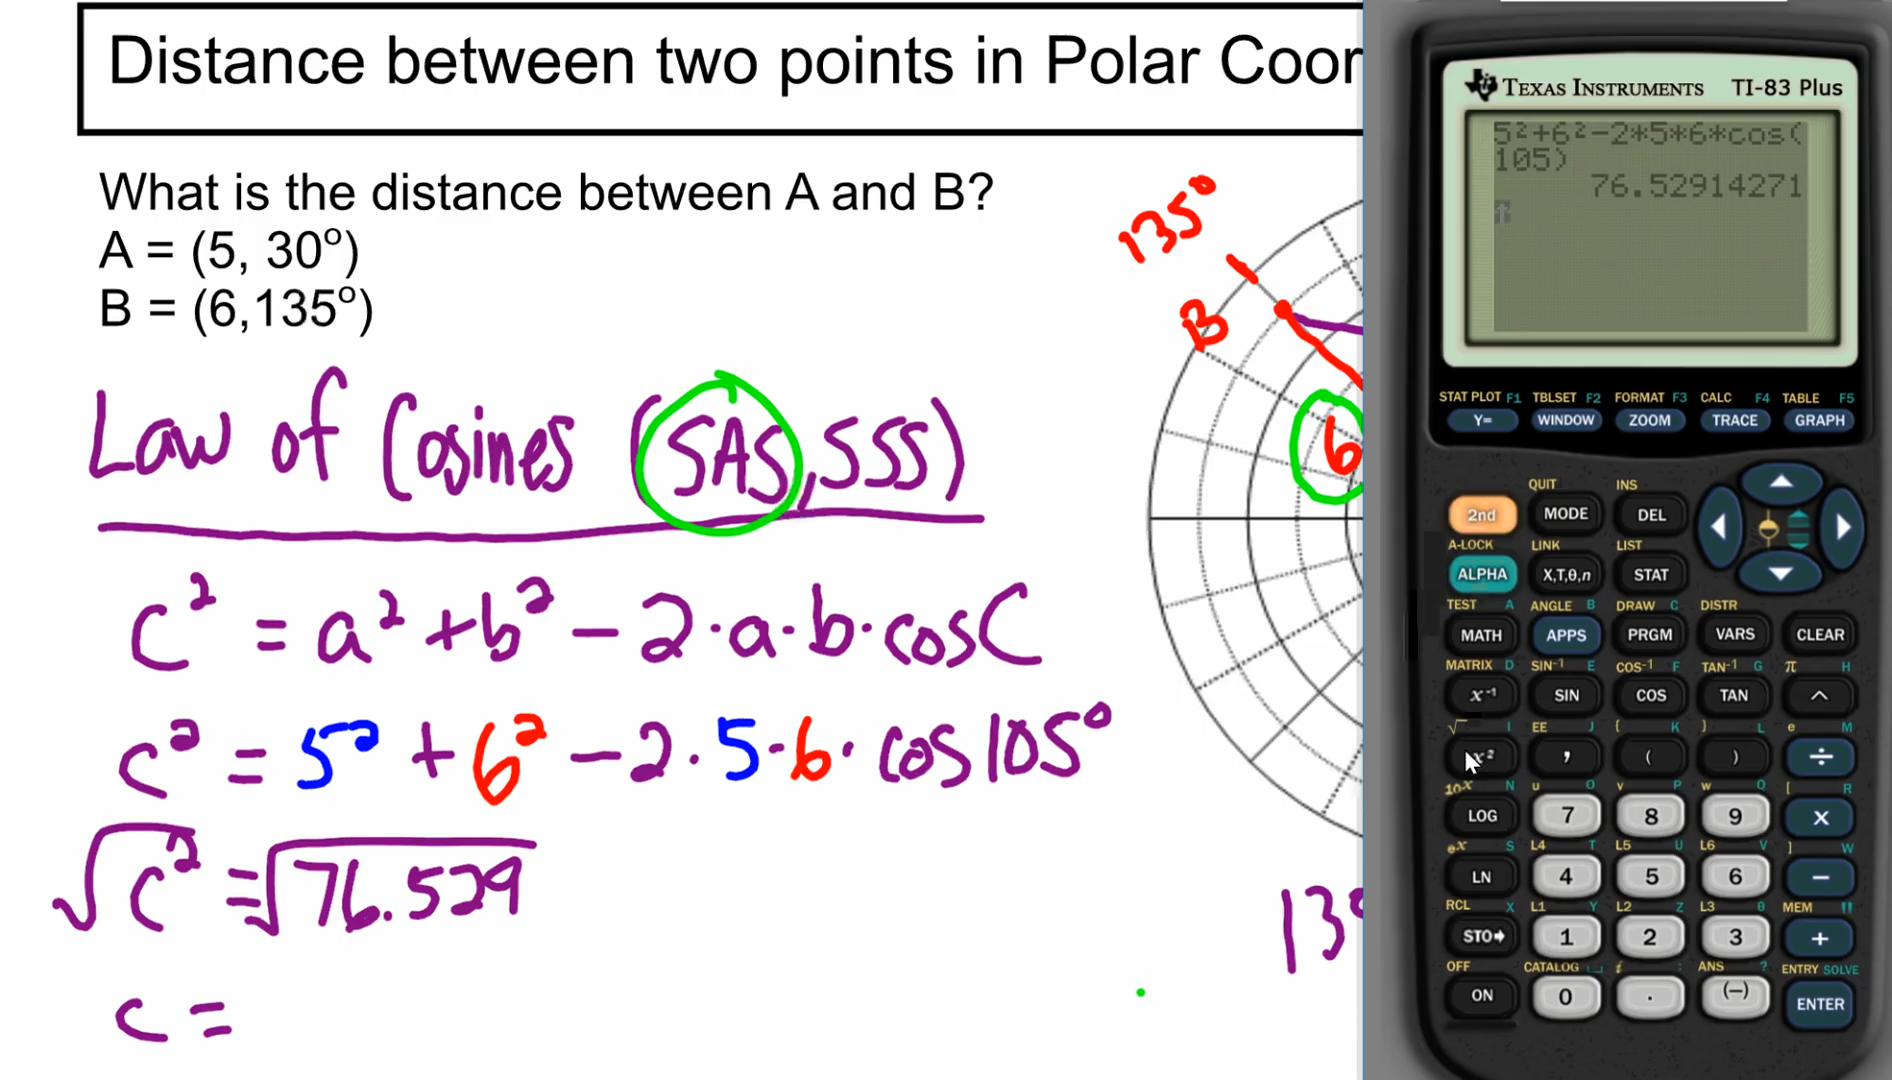 Distance between two points in Polar Coor
What is the distance between A and B?
A = (5, 30°)
B = (6,135°)
Law of Cosines (SAS, SSS)
c² = a² + b² - 2·a·b·cosC
c² = 5² + 6² - 2·5·6·cos105°
√c² = √76.529
c =
135°
B
6
13
TEXAS INSTRUMENTS TI-83 Plus
5²+6²-2*5*6*cos(
105)
76.52914271
STAT PLOT F1 TBLSET F2 FORMAT F3 CALC F4 TABLE F5
Y= WINDOW ZOOM TRACE GRAPH
QUIT INS
2nd MODE DEL
A-LOCK LINK LIST
ALPHA X,T,θ,n STAT
TEST A ANGLE B DRAW C DISTR
MATH APPS PRGM VARS CLEAR
MATRIX D SIN⁻¹ E COS⁻¹ F TAN⁻¹ G π H
x⁻¹ SIN COS TAN ^
√ I EE J { K } L e M
x² , ( ) ÷
10ˣ N u O v P w Q [ R
LOG 7 8 9 ×
eˣ S L4 T L5 U L6 V ] W
LN 4 5 6 −
RCL X L1 Y L2 Z L3 θ MEM "
STO➔ 1 2 3 +
OFF CATALOG ⎵ i : ANS ? ENTRY SOLVE
ON 0 . (−) ENTER